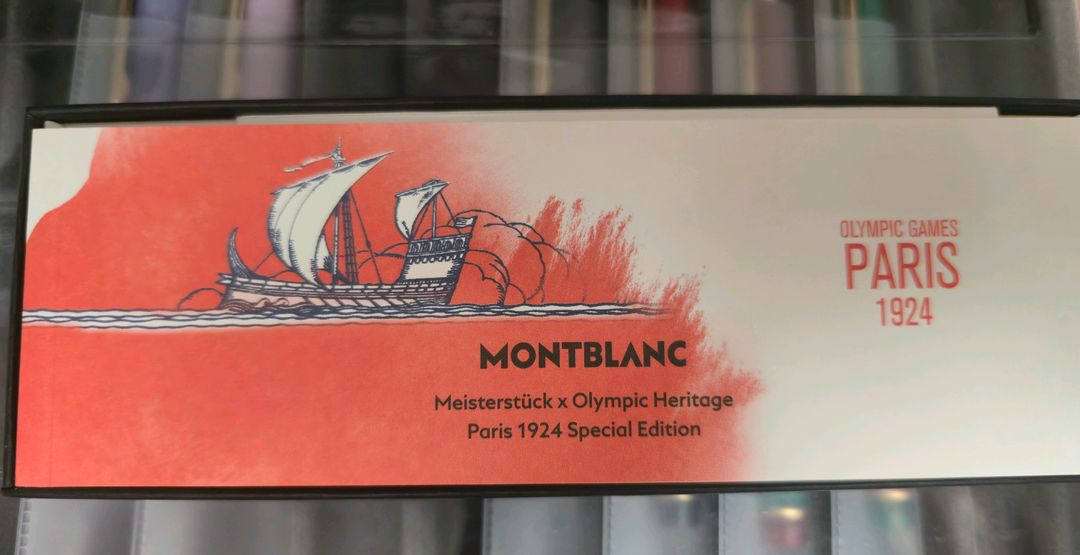 OLYMPIC GAMES
PARIS
1924
MONTBLANC
Meisterstück x Olympic Heritage
Paris 1924 Special Edition